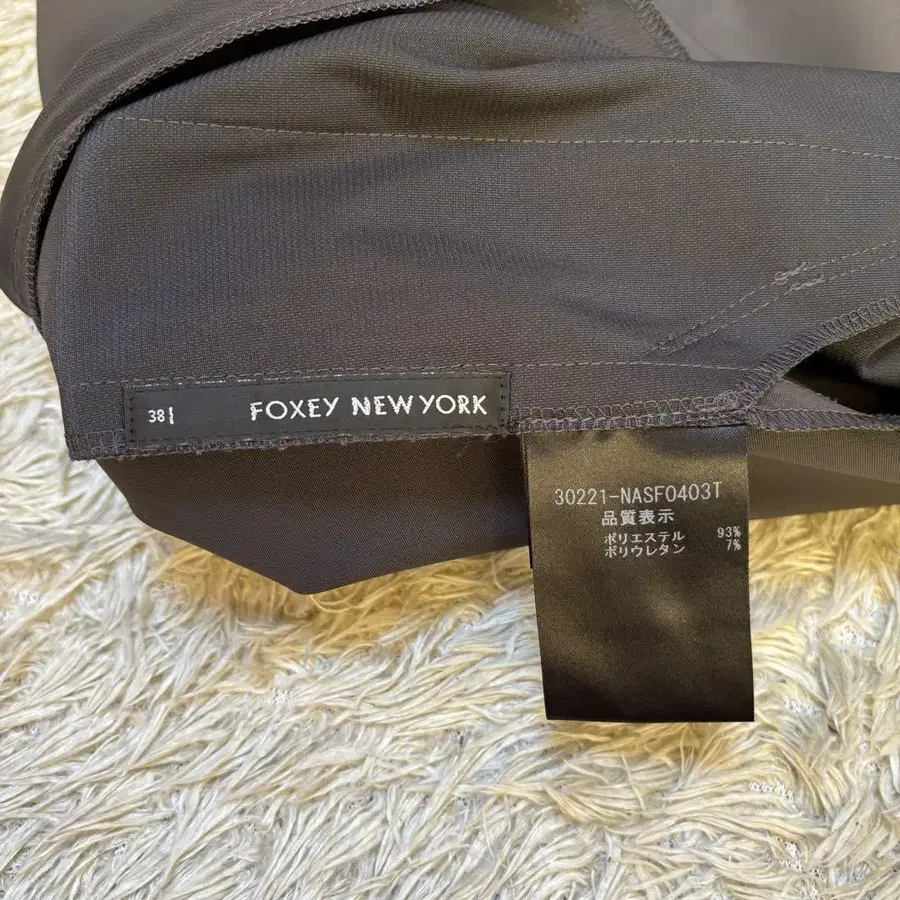 38
FOXEY NEW YORK
30221-NASF0403T
品質表示
ポリエステル 93%
ポリウレタン 7%